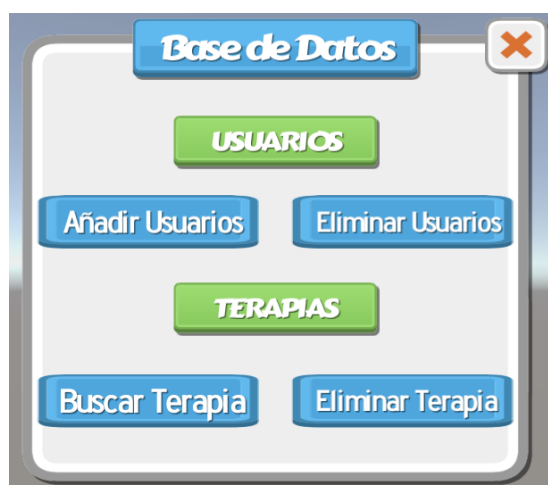 Base de Datos
USUARIOS
Añadir Usuarios Eliminar Usuarios
TERAPIAS
Buscar Terapia Eliminar Terapia